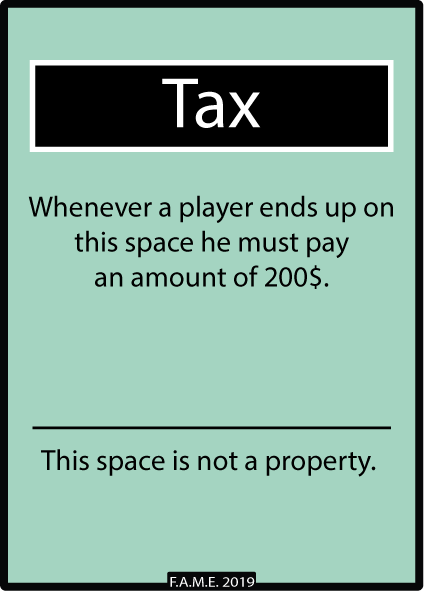 Tax
Whenever a player ends up on
this space he must pay
an amount of 200$.
This space is not a property.
F.A.M.E. 2019